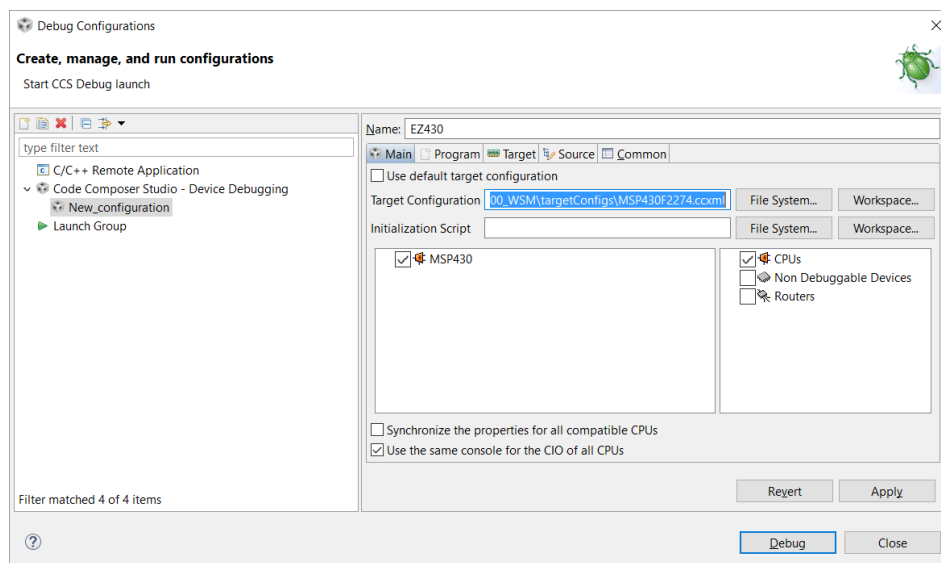 Debug Configurations
Create, manage, and run configurations
Start CCS Debug launch
type filter text
C/C++ Remote Application
Code Composer Studio - Device Debugging
New_configuration
Launch Group
Filter matched 4 of 4 items
Name: EZ430
Main Program Target Source Common
Use default target configuration
Target Configuration 00_WSM\targetConfigs\MSP430F2274.ccxml File System... Workspace...
Initialization Script File System... Workspace...
MSP430
CPUs
Non Debuggable Devices
Routers
Synchronize the properties for all compatible CPUs
Use the same console for the CIO of all CPUs
Revert Apply
Debug Close